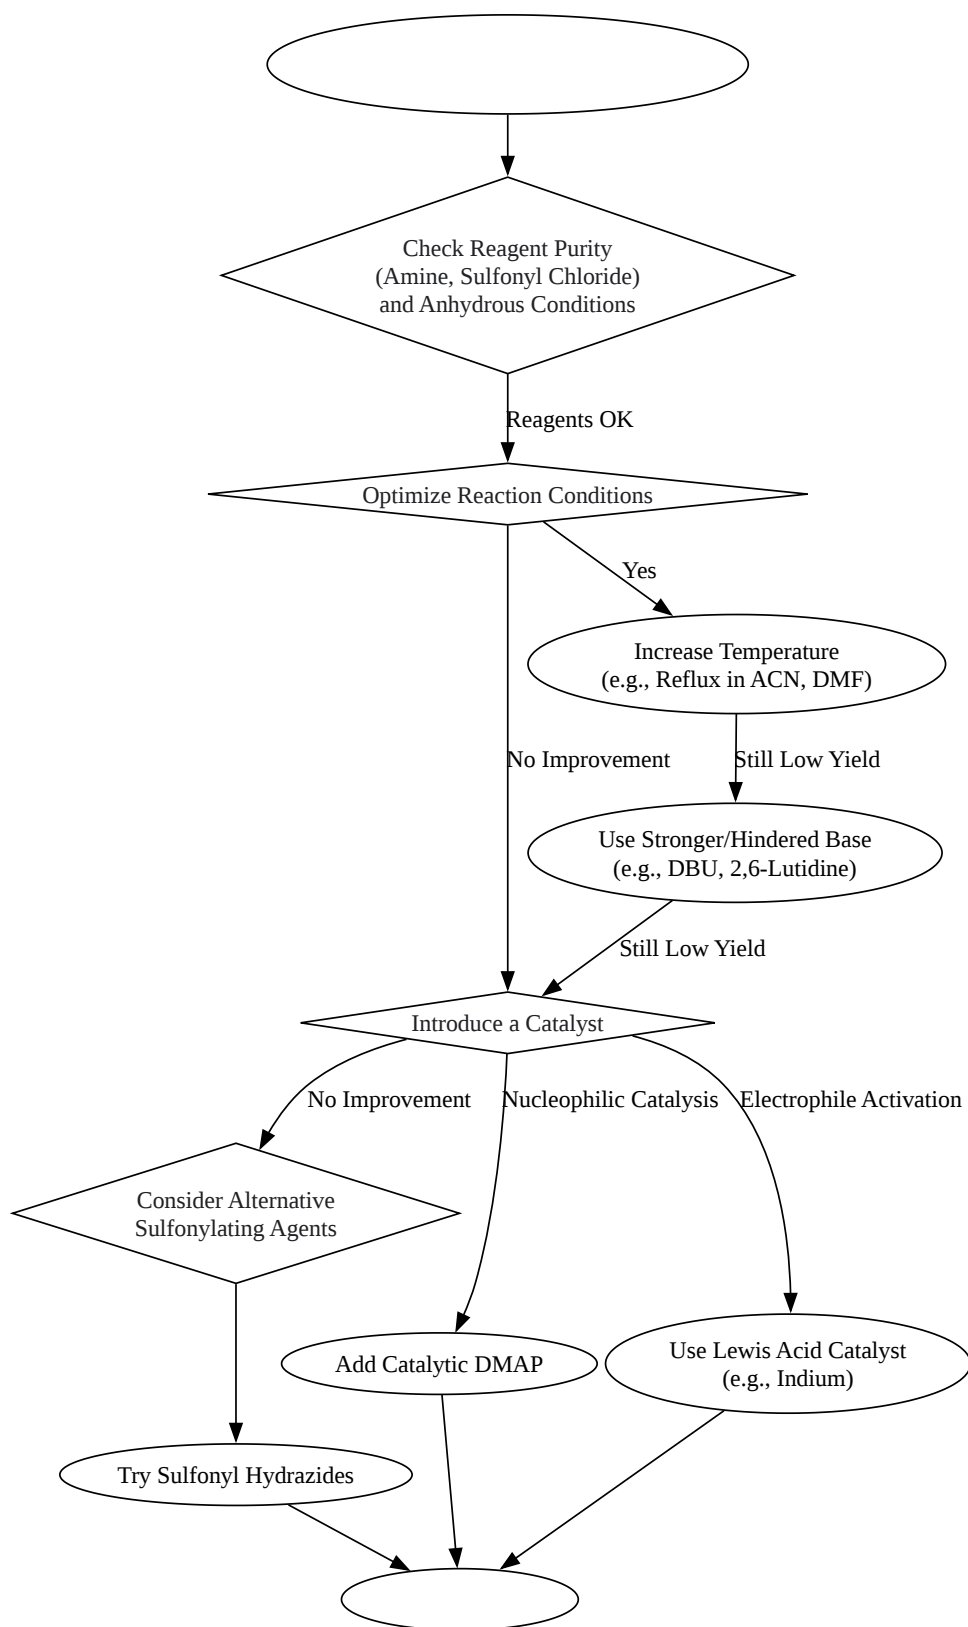 Check Reagent Purity
(Amine, Sulfonyl Chloride)
and Anhydrous Conditions
Reagents OK
Optimize Reaction Conditions
Yes
Increase Temperature
(e.g., Reflux in ACN, DMF)
No Improvement
Still Low Yield
Use Stronger/Hindered Base
(e.g., DBU, 2,6-Lutidine)
Still Low Yield
Introduce a Catalyst
No Improvement
Nucleophilic Catalysis
Electrophile Activation
Consider Alternative
Sulfonylating Agents
Add Catalytic DMAP
Use Lewis Acid Catalyst
(e.g., Indium)
Try Sulfonyl Hydrazides